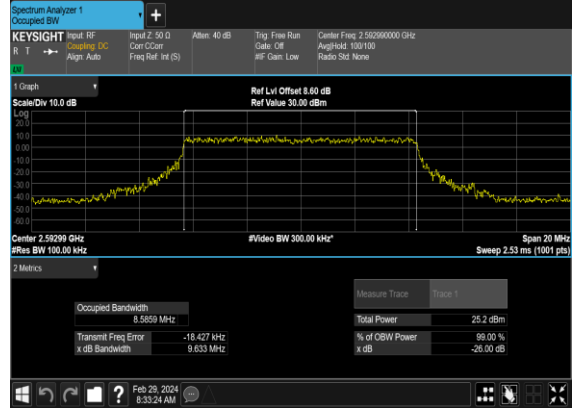 Spectrum Analyzer 1
Occupied BW
KEYSIGHT Input: RF Input Z: 50 Ω Atten: 40 dB Trig: Free Run Center Freq: 2.592990000 GHz
R T Coupling: DC Corr CCorr Gate: Off Avg|Hold: 100/100
Align: Auto Freq Ref: Int (S) #IF Gain: Low Radio Std: None
1 Graph
Ref Lvl Offset 8.60 dB
Scale/Div 10.0 dB Ref Value 30.00 dBm
Log
20.0
10.0
0.00
-10.0
-20.0
-30.0
-40.0
-50.0
-60.0
Center 2.59299 GHz #Video BW 300.00 kHz* Span 20 MHz
#Res BW 100.00 kHz Sweep 2.53 ms (1001 pts)
2 Metrics
Measure Trace Trace 1
Occupied Bandwidth
8.5859 MHz Total Power 25.2 dBm
Transmit Freq Error -18.427 kHz % of OBW Power 99.00 %
x dB Bandwidth 9.633 MHz x dB -26.00 dB
? Feb 29, 2024
8:33:24 AM